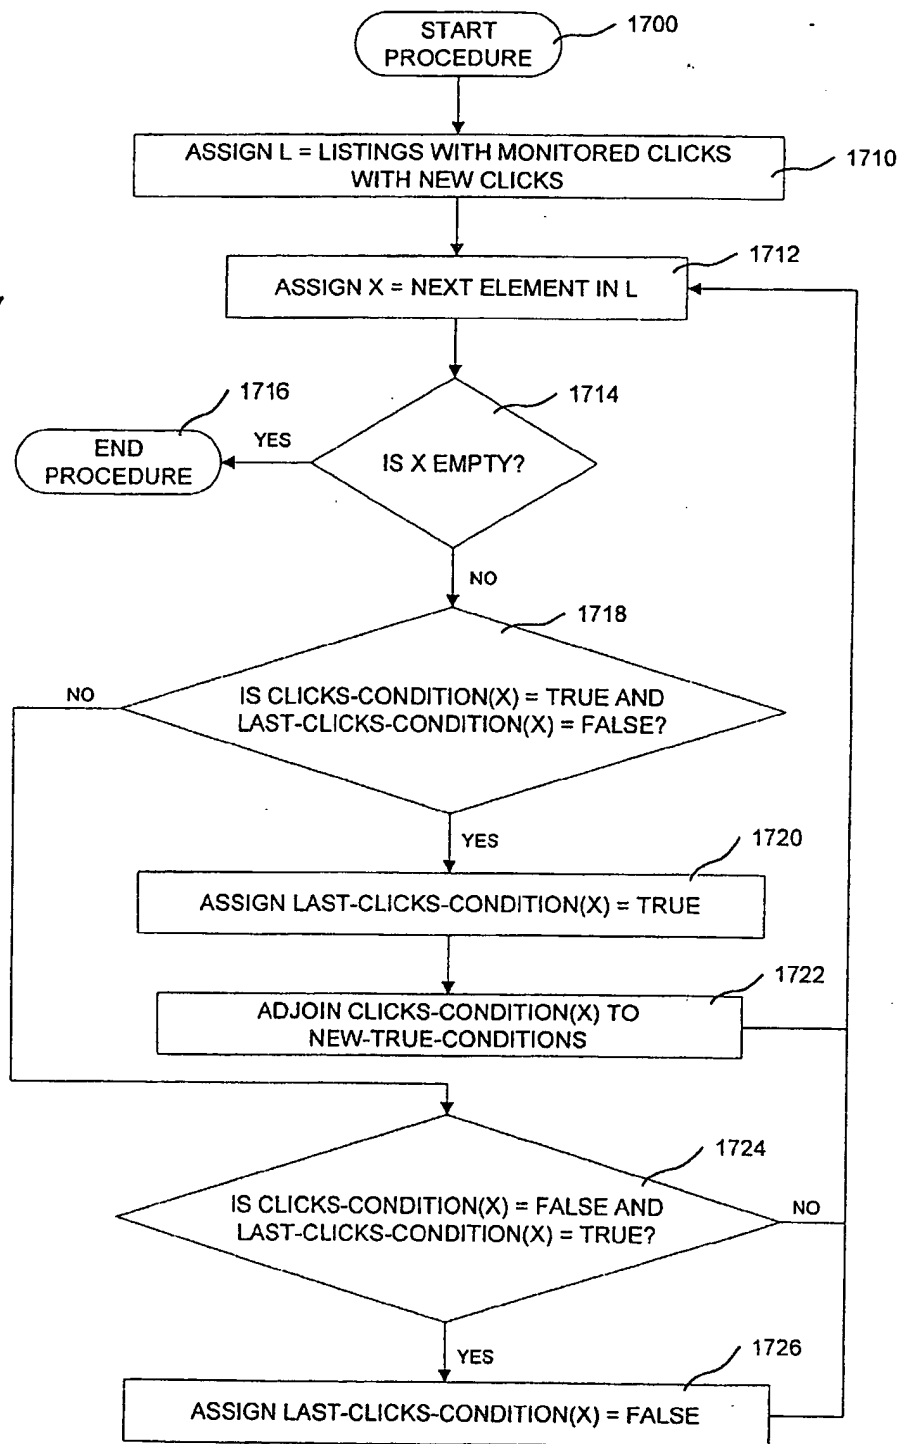 START
PROCEDURE
1700
ASSIGN L = LISTINGS WITH MONITORED CLICKS
WITH NEW CLICKS
1710
1712
ASSIGN X = NEXT ELEMENT IN L
1716
1714
END
PROCEDURE
YES
IS X EMPTY?
NO
1718
NO
IS CLICKS-CONDITION(X) = TRUE AND
LAST-CLICKS-CONDITION(X) = FALSE?
YES
1720
ASSIGN LAST-CLICKS-CONDITION(X) = TRUE
1722
ADJOIN CLICKS-CONDITION(X) TO
NEW-TRUE-CONDITIONS
1724
IS CLICKS-CONDITION(X) = FALSE AND
LAST-CLICKS-CONDITION(X) = TRUE?
NO
YES
1726
ASSIGN LAST-CLICKS-CONDITION(X) = FALSE